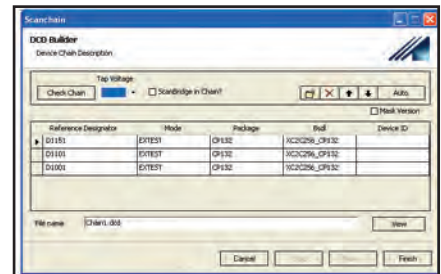 Scanchain
DCD Builder
Device Chain Description
Tap Voltage
Check Chain ScanBridge in Chain? Auto
Mask Version
Reference Designator Mode Package Bsdl Device ID
D1151 EXTEST CP132 XC2C256_CP132
D1101 EXTEST CP132 XC2C256_CP132
D1001 EXTEST CP132 XC2C256_CP132
File name: Chain1.dcd View
Cancel Finish